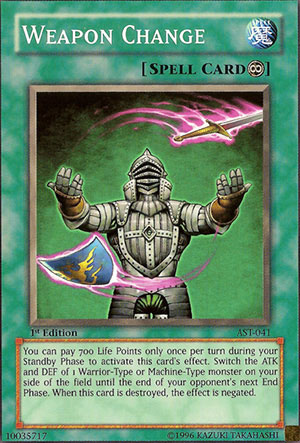 WEAPON CHANGE
魔
[SPELL CARD]
1st Edition
AST-041
You can pay 700 Life Points only once per turn during your
Standby Phase to activate this card's effect. Switch the ATK
and DEF of 1 Warrior-Type or Machine-Type monster on your
side of the field until the end of your opponent's next End
Phase. When this card is destroyed, the effect is negated.
10035717
©1996 KAZUKI TAKAHASHI